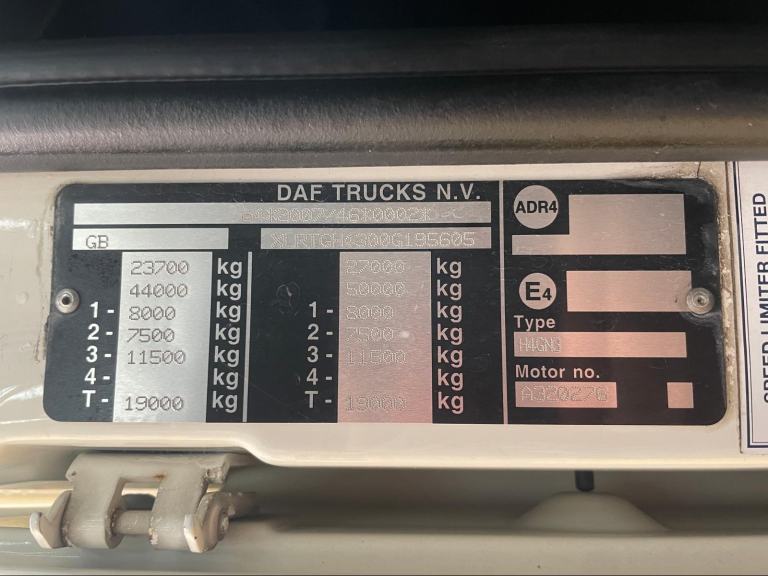 DAF TRUCKS N.V.
GB
23700 kg 27000 kg
44000 kg 50000 kg
1 - 8000 kg 1 - 8000 kg
2 - 7500 kg 2 - 7500 kg
3 - 11500 kg 3 - 11500 kg
4 - kg 4 - kg
T - 19000 kg T - 19000 kg
ADR4
E4
Type
H4GN3
Motor no.
A320276
SPEED LIMITER FITTED